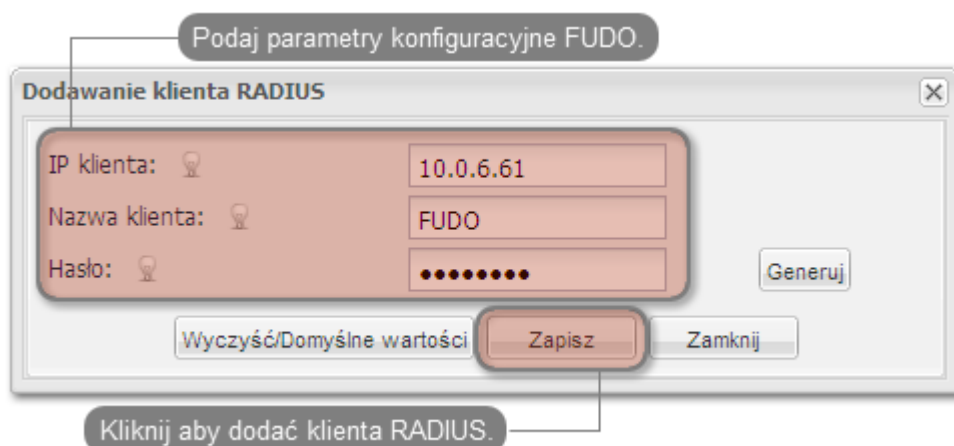 Podaj parametry konfiguracyjne FUDO.
Dodawanie klienta RADIUS
IP klienta: 10.0.6.61
Nazwa klienta: FUDO
Hasło: ••••••••
Generuj
Wyczyść/Domyślne wartości Zapisz Zamknij
Kliknij aby dodać klienta RADIUS.